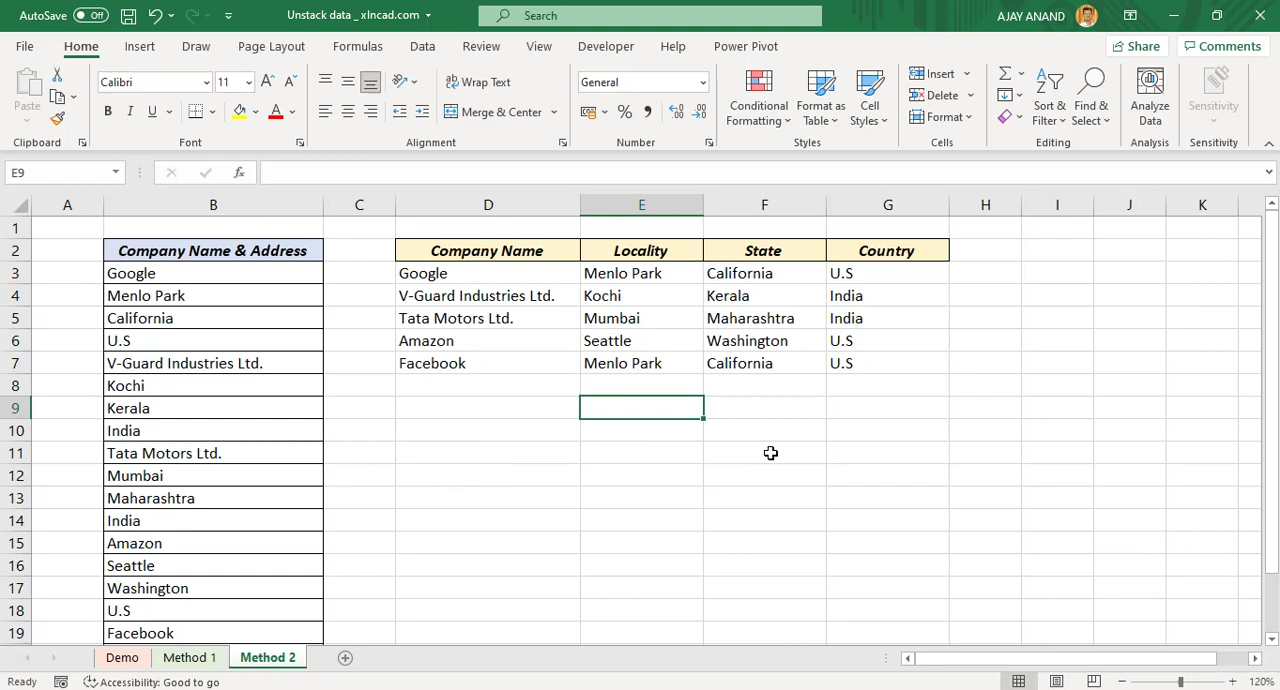 AutoSave Off Unstack data _ xlncad.com Search AJAY ANAND
File Home Insert Draw Page Layout Formulas Data Review View Developer Help Power Pivot Share Comments
Paste Calibri 11 Wrap Text General Conditional Formatting Format as Table Cell Styles Insert Sort & Filter Find & Select Analyze Data Sensitivity
B I U Merge & Center Delete
Format
Clipboard Font Alignment Number Styles Cells Editing Analysis Sensitivity
E9 fx
A B C D E F G H I J K
1
2 Company Name & Address Company Name Locality State Country
3 Google Google Menlo Park California U.S
4 Menlo Park V-Guard Industries Ltd. Kochi Kerala India
5 California Tata Motors Ltd. Mumbai Maharashtra India
6 U.S Amazon Seattle Washington U.S
7 V-Guard Industries Ltd. Facebook Menlo Park California U.S
8 Kochi
9 Kerala
10 India
11 Tata Motors Ltd.
12 Mumbai
13 Maharashtra
14 India
15 Amazon
16 Seattle
17 Washington
18 U.S
19 Facebook
Demo Method 1 Method 2
Ready Accessibility: Good to go 120%